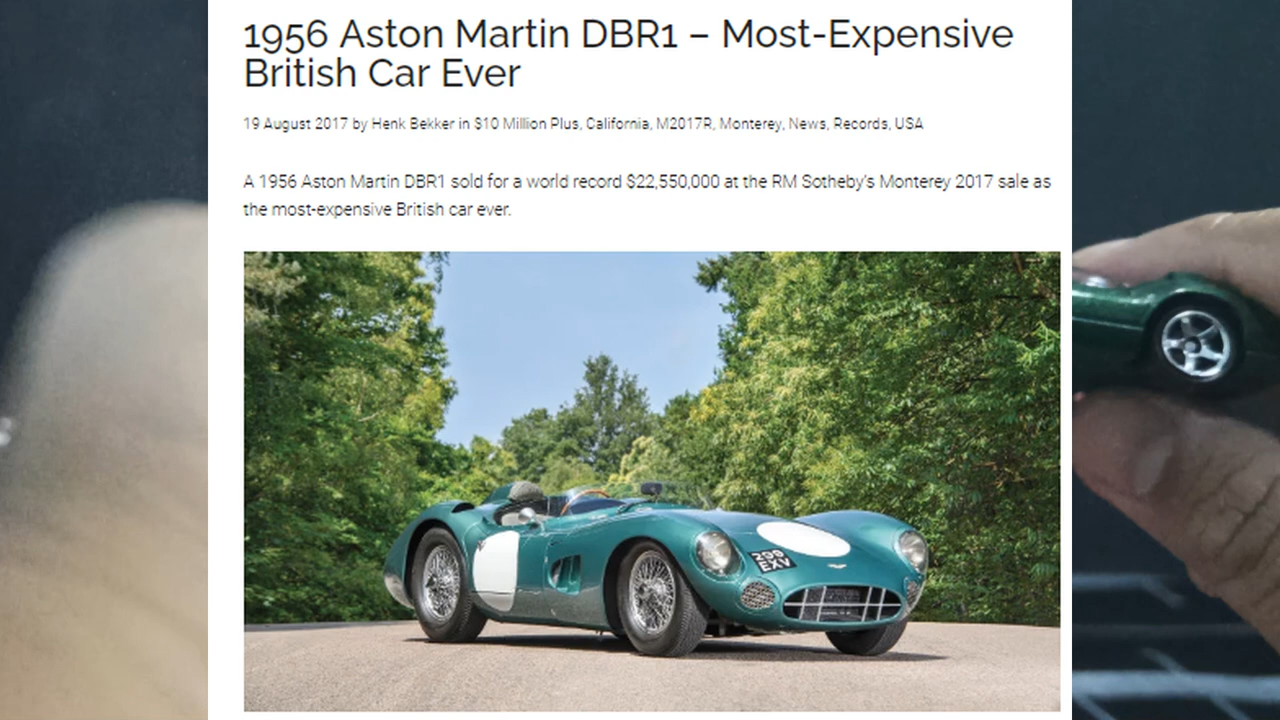 1956 Aston Martin DBR1 – Most-Expensive
British Car Ever
19 August 2017 by Henk Bekker in $10 Million Plus, California, M2017R, Monterey, News, Records, USA
A 1956 Aston Martin DBR1 sold for a world record $22,550,000 at the RM Sotheby's Monterey 2017 sale as
the most-expensive British car ever.
299
EXV